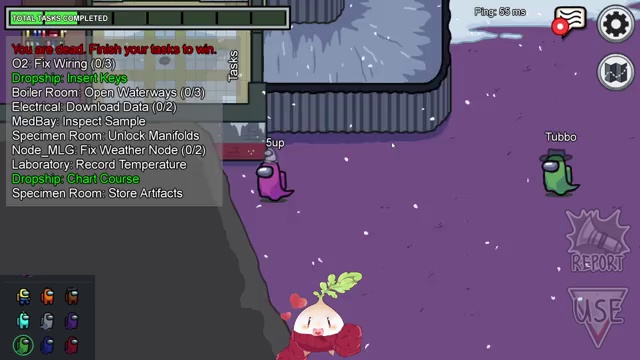 TOTAL TASKS COMPLETED
Ping: 55 ms
You are dead. Finish your tasks to win.
O2: Fix Wiring (0/3)
Dropship: Insert Keys
Boiler Room: Open Waterways (0/3)
Electrical: Download Data (0/2)
MedBay: Inspect Sample
Specimen Room: Unlock Manifolds
Node_MLG: Fix Weather Node (0/2)
Laboratory: Record Temperature
Dropship: Chart Course
Specimen Room: Store Artifacts
Tasks
5up
Tubbo
REPORT
USE